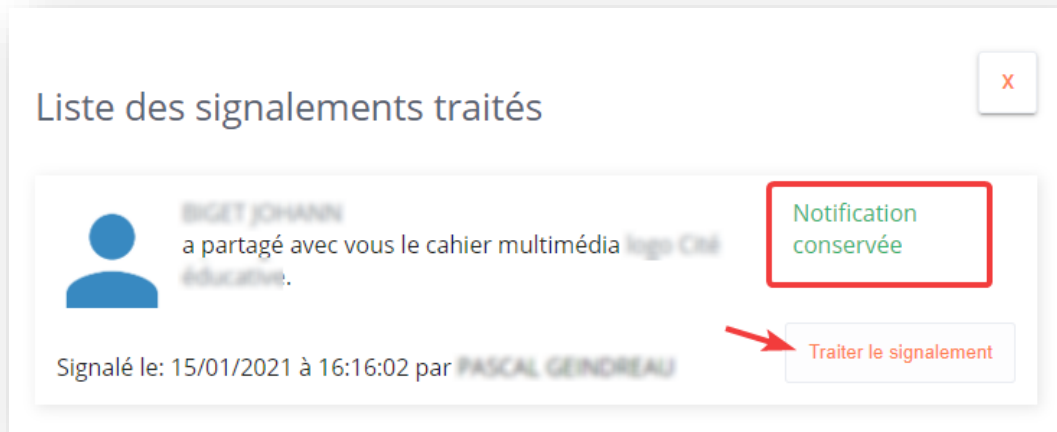 X
Liste des signalements traités
Notification
conservée
a partagé avec vous le cahier multimédia
.
Traiter le signalement
Signalé le: 15/01/2021 à 16:16:02 par